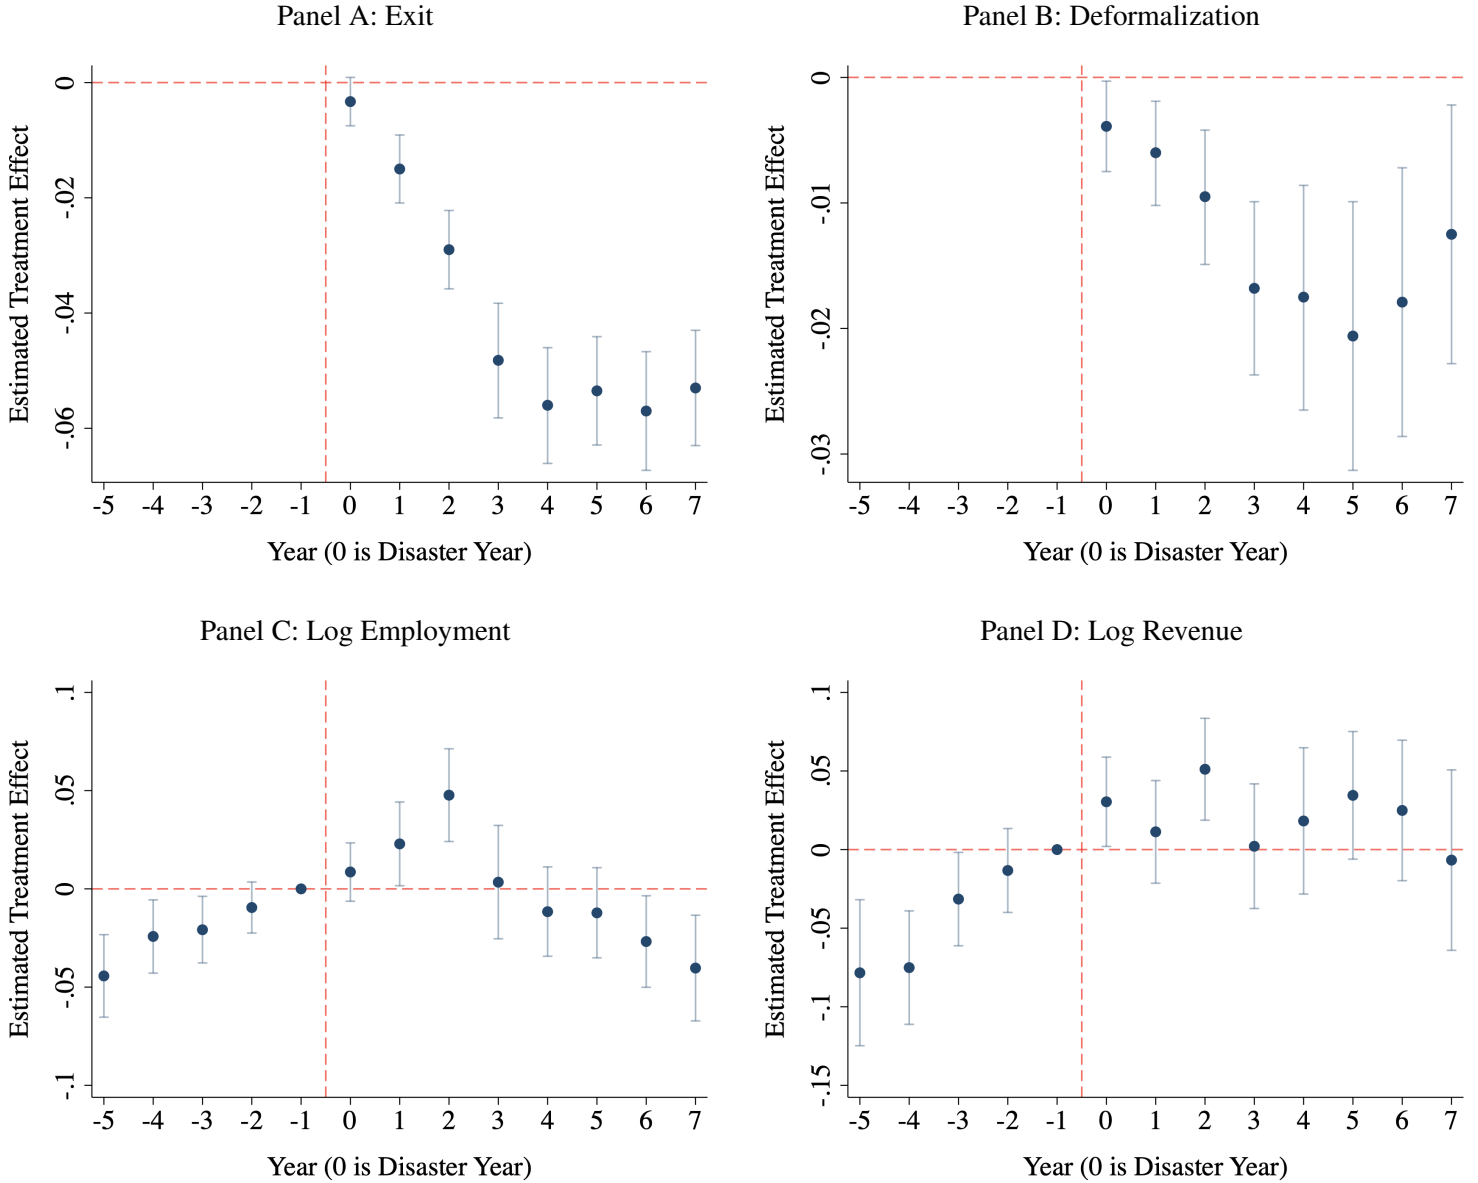 Panel A: Exit
Estimated Treatment Effect
0
-.02
-.04
-.06
-5 -4 -3 -2 -1 0 1 2 3 4 5 6 7
Year (0 is Disaster Year)
Panel B: Deformalization
Estimated Treatment Effect
0
-.01
-.02
-.03
-5 -4 -3 -2 -1 0 1 2 3 4 5 6 7
Year (0 is Disaster Year)
Panel C: Log Employment
Estimated Treatment Effect
.1
.05
0
-.05
-.1
-5 -4 -3 -2 -1 0 1 2 3 4 5 6 7
Year (0 is Disaster Year)
Panel D: Log Revenue
Estimated Treatment Effect
.1
.05
0
-.05
-.1
-.15
-5 -4 -3 -2 -1 0 1 2 3 4 5 6 7
Year (0 is Disaster Year)